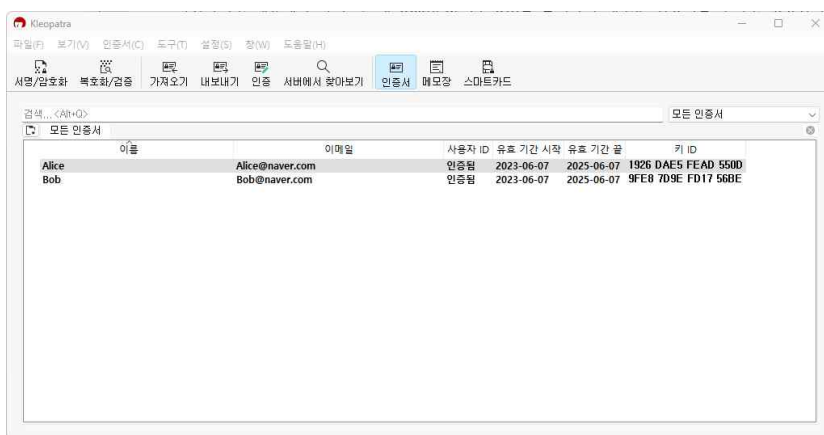 Kleopatra
파일(F) 보기(V) 인증서(C) 도구(T) 설정(S) 창(W) 도움말(H)
서명/암호화 복호화/검증 가져오기 내보내기 인증 서버에서 찾아보기 인증서 메모장 스마트카드
검색... <Alt+Q> 모든 인증서
모든 인증서
이름 이메일 사용자 ID 유효 기간 시작 유효 기간 끝 키 ID
Alice Alice@naver.com 인증됨 2023-06-07 2025-06-07 1926 DAE5 FEAD 550D
Bob Bob@naver.com 인증됨 2023-06-07 2025-06-07 9FE8 7D9E FD17 56BE